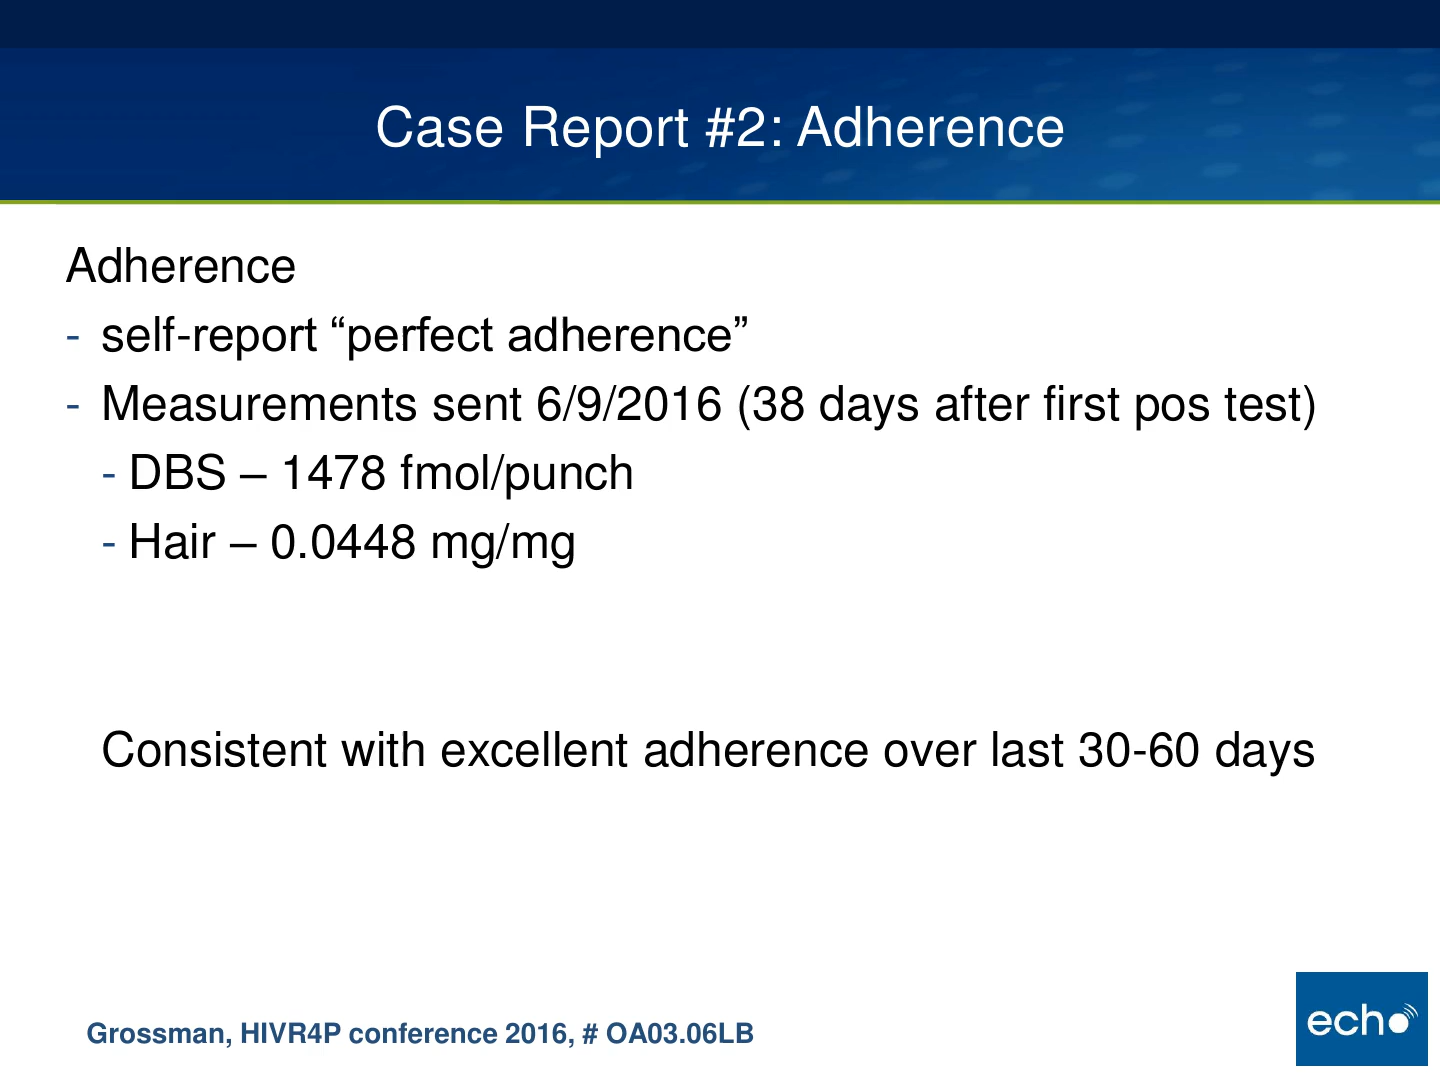 Case Report #2: Adherence
Adherence
- self-report “perfect adherence”
- Measurements sent 6/9/2016 (38 days after first pos test)
- DBS – 1478 fmol/punch
- Hair – 0.0448 mg/mg
Consistent with excellent adherence over last 30-60 days
Grossman, HIVR4P conference 2016, # OA03.06LB
echo